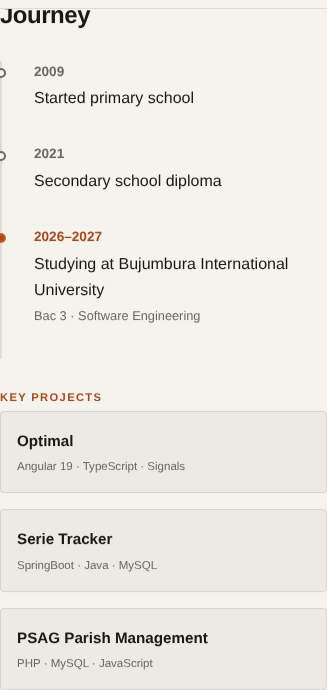 Journey
2009
Started primary school
2021
Secondary school diploma
2026–2027
Studying at Bujumbura International
University
Bac 3 · Software Engineering
KEY PROJECTS
Optimal
Angular 19 · TypeScript · Signals
Serie Tracker
SpringBoot · Java · MySQL
PSAG Parish Management
PHP · MySQL · JavaScript